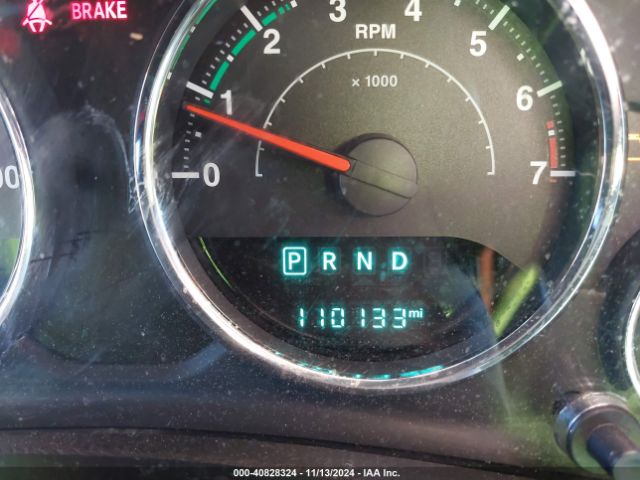 BRAKE
0 1 2 3 4 5 6 7
RPM
x 1000
P R N D
110133 mi
000-40828324 - 11/13/2024 - IAA Inc.